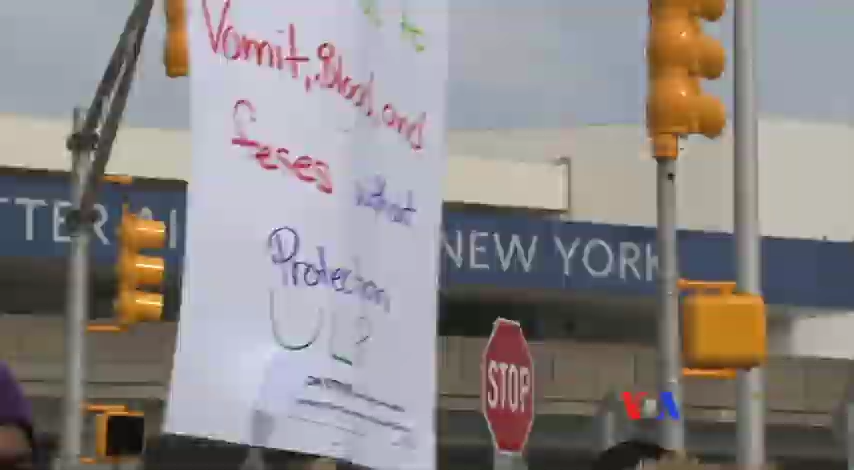 Vomit, Blood, and
feses without
Protection
TTER
NEW YORK
STOP
VOA